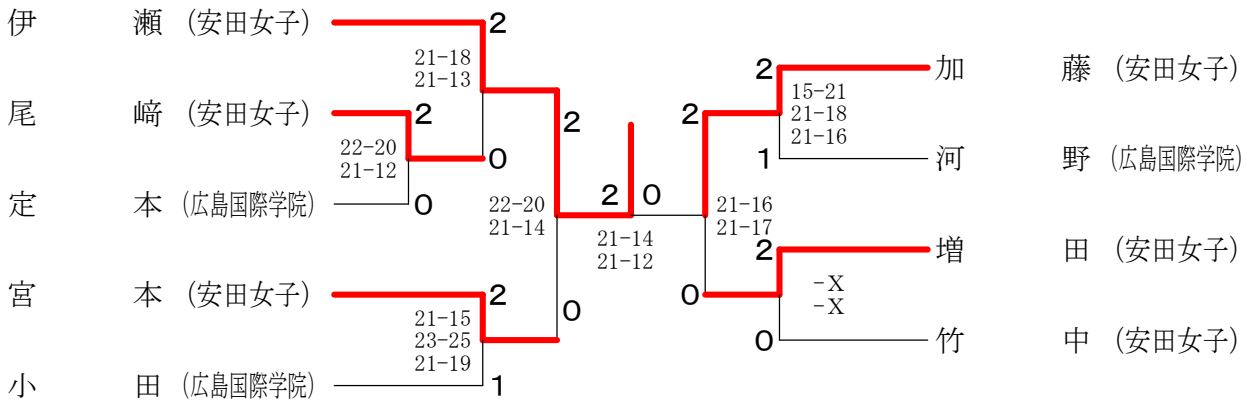 伊 瀬 (安田女子)
2
21-18
21-13
尾 﨑 (安田女子)
2
22-20
21-12
0
定 本 (広島国際学院)
0
2
22-20
21-14
宮 本 (安田女子)
2
21-15
23-25
21-19
0
小 田 (広島国際学院)
1
2 0
21-14
21-12
加 藤 (安田女子)
2
15-21
21-18
21-16
2
河 野 (広島国際学院)
1
21-16
21-17
増 田 (安田女子)
2
-X
-X
0
竹 中 (安田女子)
0